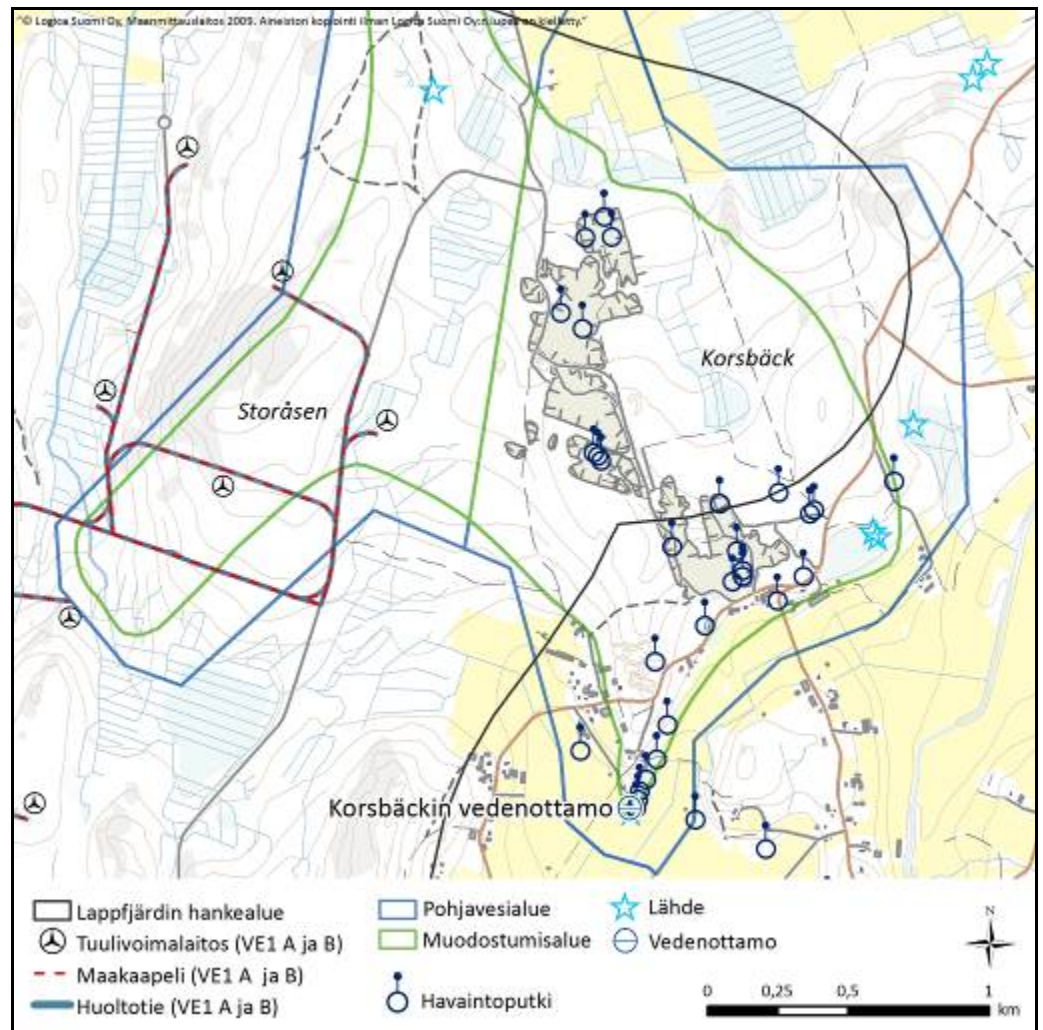 "© Logica Suomi Oy, Maanmittauslaitos 2009. Aineiston kopiointi ilman Logica Suomi Oy:n lupaa on kielletty."
Korsbäck
Storåsen
Korsbäckin vedenottamo
Lappfjärdin hankealue
Tuulivoimalaitos (VE1 A ja B)
Maakaapeli (VE1 A ja B)
Huoltotie (VE1 A ja B)
Pohjavesialue
Muodostumisalue
Havaintoputki
Lähde
Vedenottamo
N
0 0,25 0,5 1
km